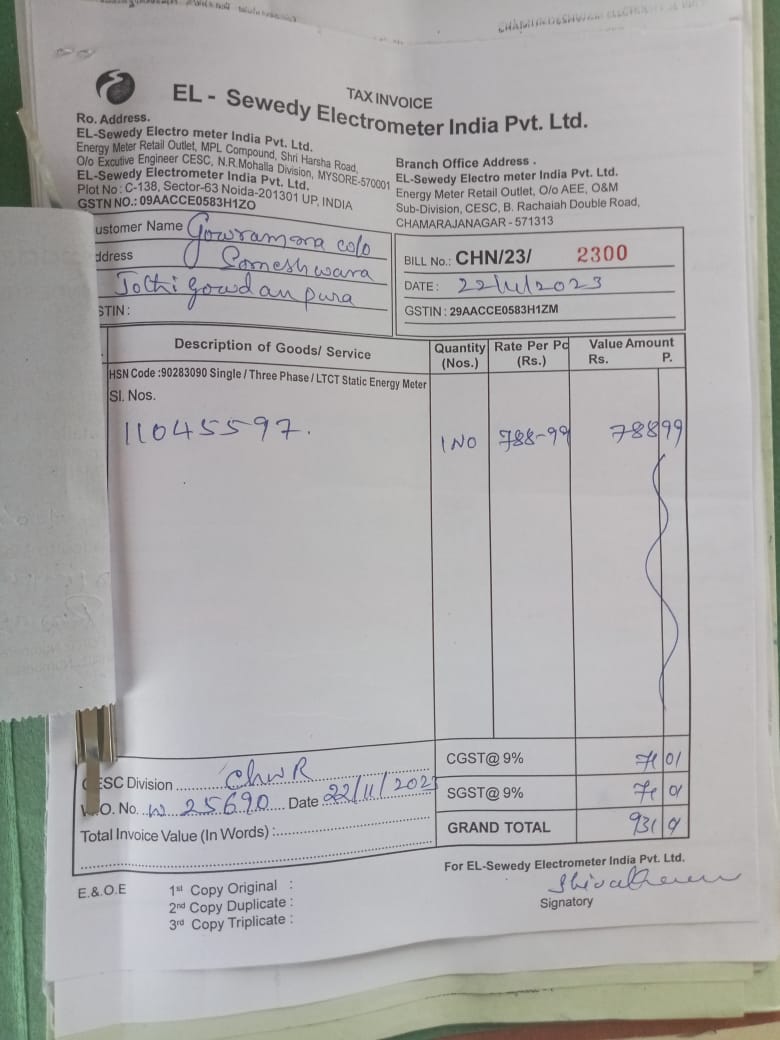 TAX INVOICE
EL - Sewedy Electrometer India Pvt. Ltd.
Ro. Address.
EL-Sewedy Electro meter India Pvt. Ltd.
Energy Meter Retail Outlet, MPL Compound, Shri Harsha Road,
O/o Excutive Engineer CESC, N.R.Mohalla Division, MYSORE-570001
EL-Sewedy Electrometer India Pvt. Ltd.
Plot No : C-138, Sector-63 Noida-201301 UP, INDIA
GSTN NO.: 09AACCE0583H1ZO
Branch Office Address .
EL-Sewedy Electro meter India Pvt. Ltd.
Energy Meter Retail Outlet, O/o AEE, O&M
Sub-Division, CESC, B. Rachaiah Double Road,
CHAMARAJANAGAR - 571313
ustomer Name Gowramma c/o
ddress Someshwara
Jothigowdanpura
STIN:
BILL No.: CHN/23/ 2300
DATE : 22/11/2023
GSTIN : 29AACCE0583H1ZM
Description of Goods/ Service Quantity (Nos.) Rate Per Pc (Rs.) Value Amount Rs. P.
HSN Code :90283090 Single / Three Phase / LTCT Static Energy Meter
Sl. Nos.
11045597. 1 NO 788-99 788 99
CGST@ 9% 71 01
SGST@ 9% 71 01
GRAND TOTAL 931 01
ESC Division ChNR
W.O. No. W 25690 Date 22/11/2023
Total Invoice Value (In Words) :
For EL-Sewedy Electrometer India Pvt. Ltd.
Signatory
E.&.O.E
1st Copy Original :
2nd Copy Duplicate :
3rd Copy Triplicate :